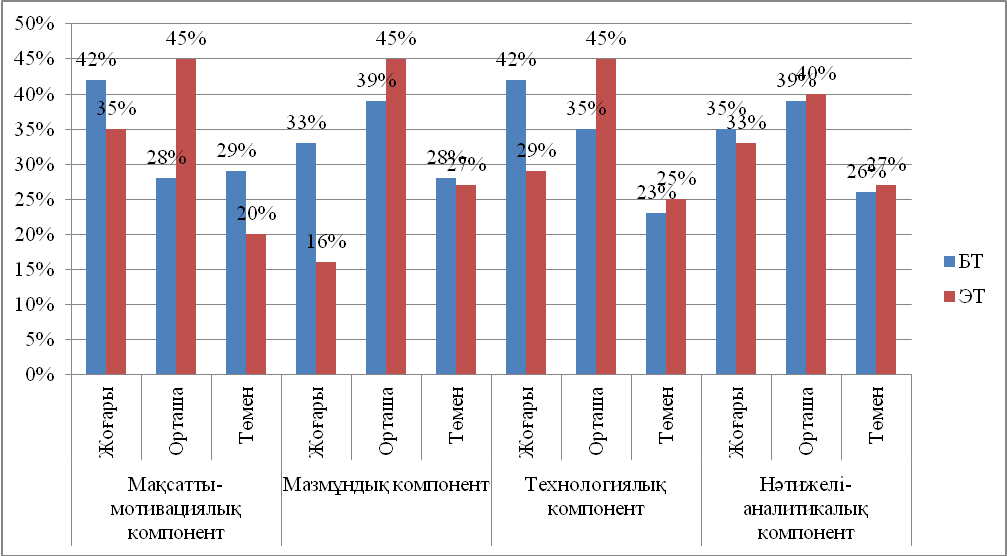 50%
45%
40%
35%
30%
25%
20%
15%
10%
5%
0%
42%
35%
28%
45%
29%
20%
33%
16%
39%
45%
28%
27%
42%
29%
35%
45%
23%
25%
35%
33%
39%
40%
26%
27%
БТ
ЭТ
Жоғары
Орташа
Төмен
Жоғары
Орташа
Төмен
Жоғары
Орташа
Төмен
Жоғары
Орташа
Төмен
Мақсатты-
мотивациялық
компонент
Мазмұндық компонент
Технологиялық
компонент
Нәтижелі-
аналитикалық
компонент